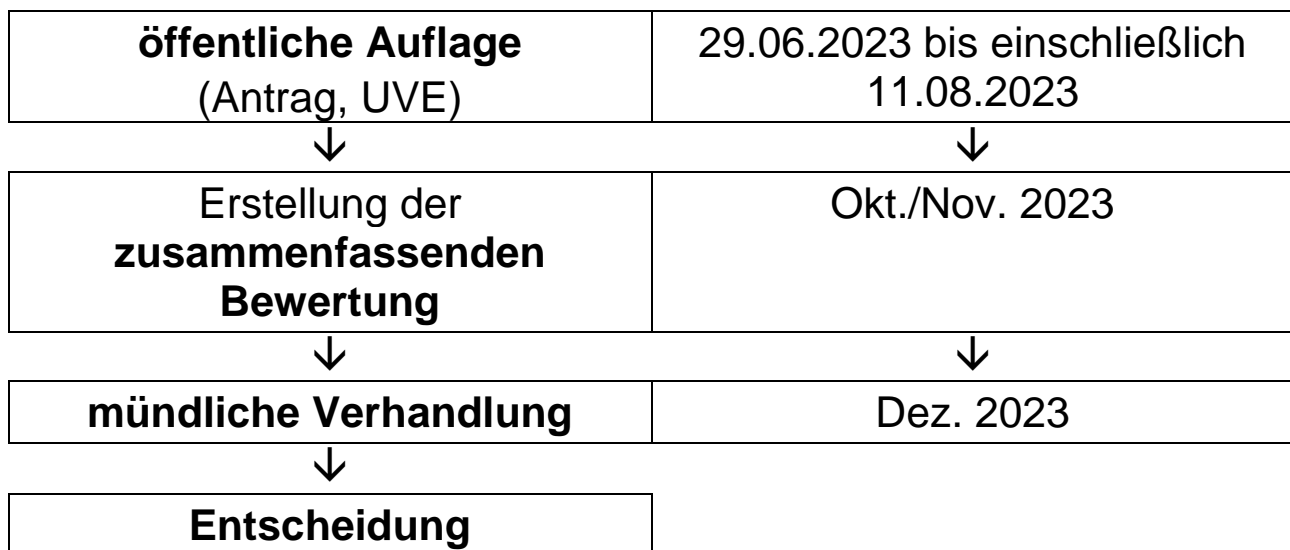 öffentliche Auflage
(Antrag, UVE)
29.06.2023 bis einschließlich
11.08.2023
↓ ↓
Erstellung der
zusammenfassenden
Bewertung
Okt./Nov. 2023
↓ ↓
mündliche Verhandlung
Dez. 2023
↓
Entscheidung